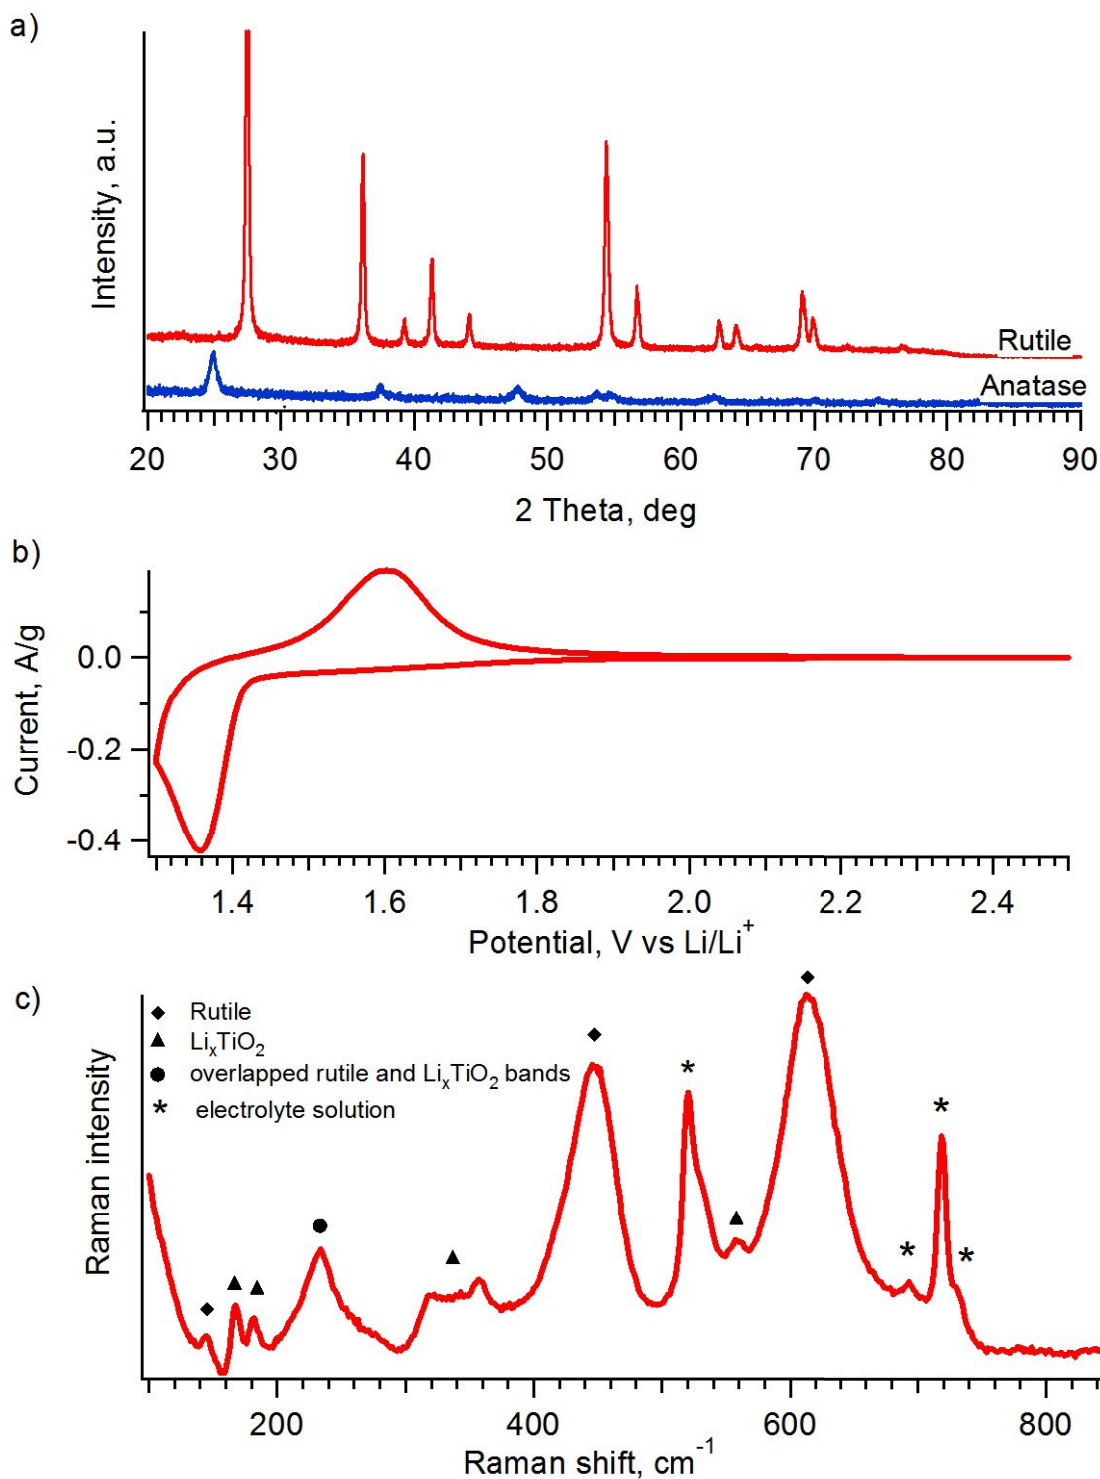 a)
Intensity, a.u.
Rutile
Anatase
20 30 40 50 60 70 80 90
2 Theta, deg
b)
Current, A/g
0.0
-0.2
-0.4
1.4 1.6 1.8 2.0 2.2 2.4
Potential, V vs Li/Li⁺
c)
Raman intensity
◆ Rutile
▲ LiₓTiO₂
● overlapped rutile and LiₓTiO₂ bands
* electrolyte solution
200 400 600 800
Raman shift, cm⁻¹